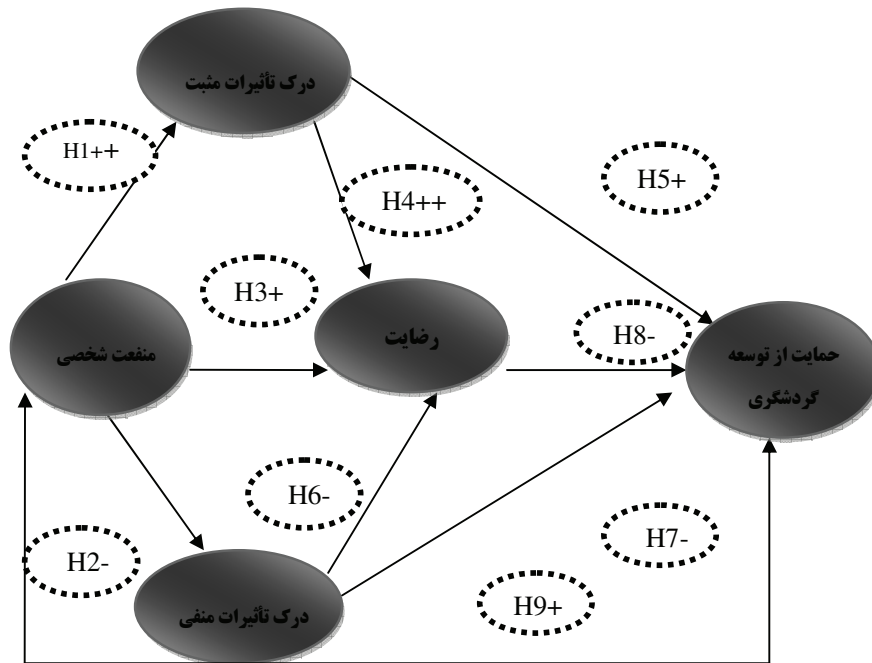 درک تأثیرات مثبت
H1++
H5+
H4++
H3+
رضایت
H8-
منفعت شخصی
حمایت از توسعه
گردشگری
H6-
H7-
H2-
H9+
درک تأثیرات منفی